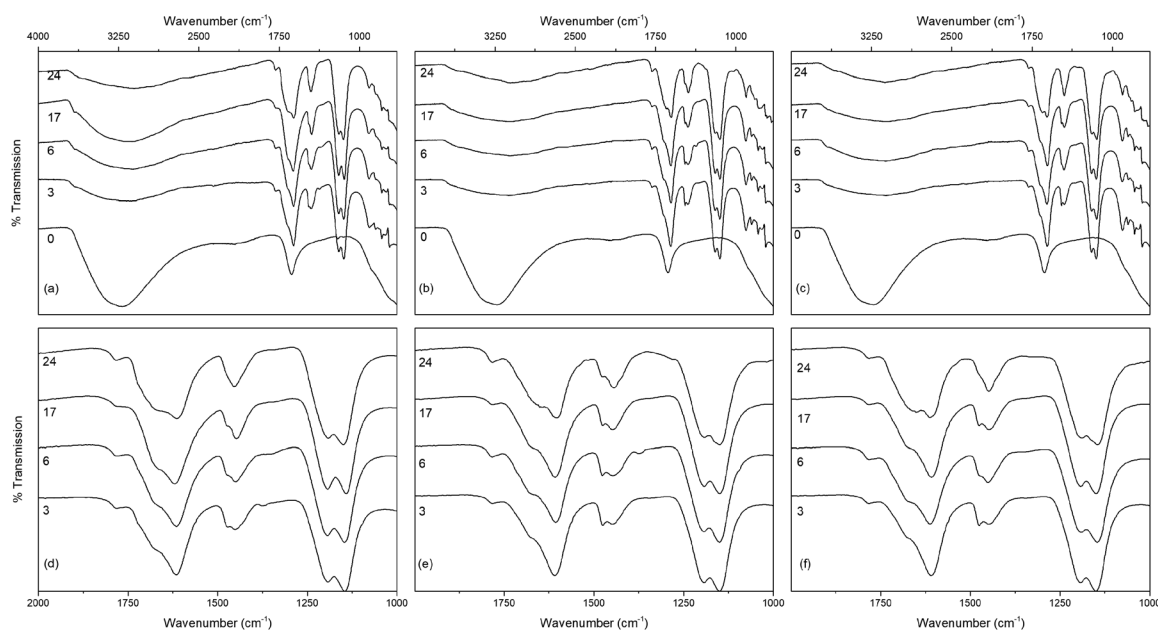 Wavenumber (cm-1) Wavenumber (cm-1) Wavenumber (cm-1)
4000 3250 2500 1750 1000 3250 2500 1750 1000 3250 2500 1750 1000
% Transmission
24 24 24
17 17 17
6 6 6
3 3 3
0 0 0
(a) (b) (c)
% Transmission
24 24 24
17 17 17
6 6 6
3 3 3
(d) (e) (f)
2000 1750 1500 1250 1000 1750 1500 1250 1000 1750 1500 1250 1000
Wavenumber (cm-1) Wavenumber (cm-1) Wavenumber (cm-1)